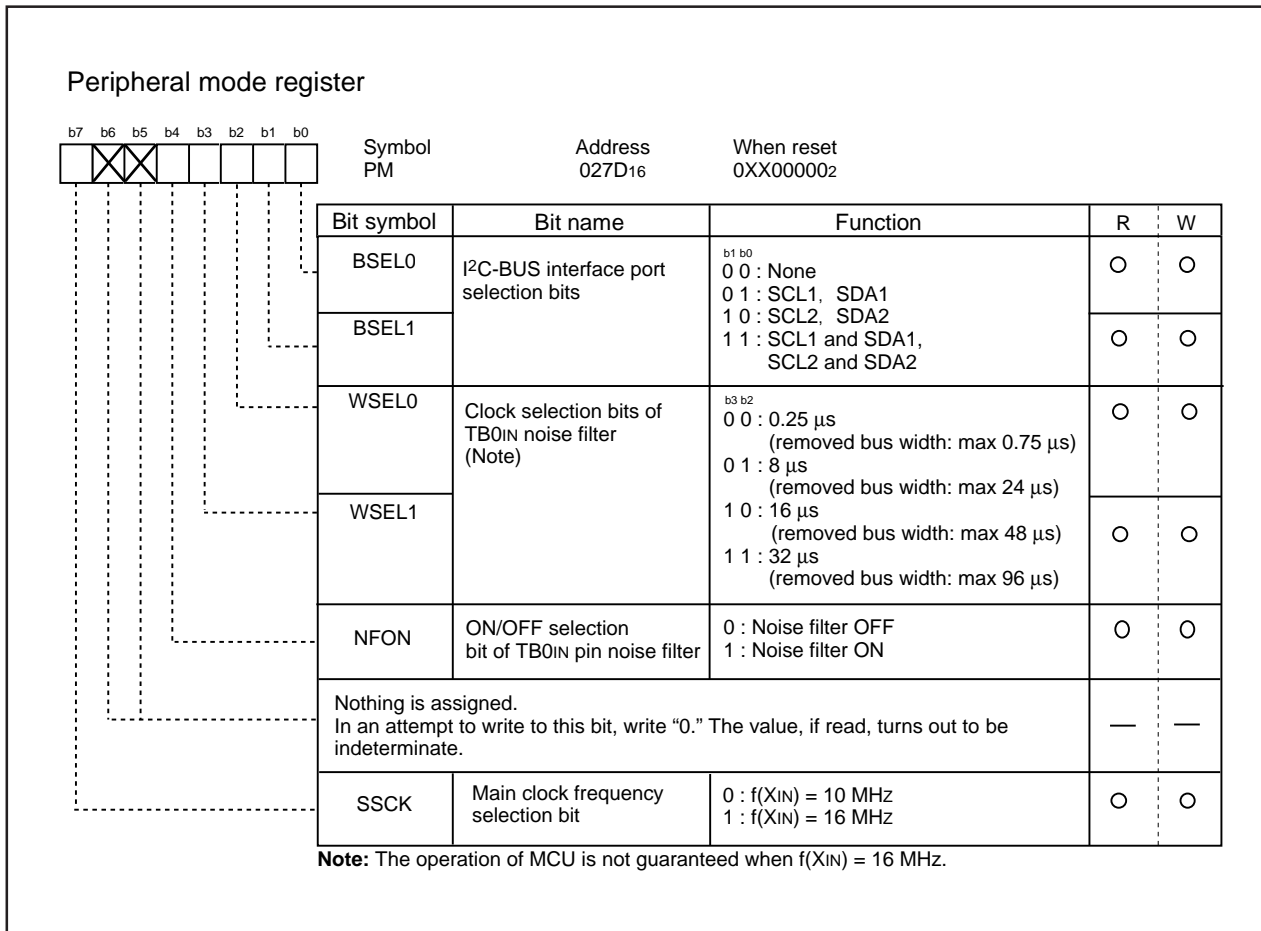 Peripheral mode register
b7 b6 b5 b4 b3 b2 b1 b0
Symbol Address When reset
PM 027D16 0XX000002
Bit symbol Bit name Function R W
BSEL0
BSEL1
I2C-BUS interface port
selection bits
b1 b0
0 0 : None
0 1 : SCL1, SDA1
1 0 : SCL2, SDA2
1 1 : SCL1 and SDA1,
SCL2 and SDA2
WSEL0
WSEL1
Clock selection bits of
TB0IN noise filter
(Note)
b3 b2
0 0 : 0.25 μs
(removed bus width: max 0.75 μs)
0 1 : 8 μs
(removed bus width: max 24 μs)
1 0 : 16 μs
(removed bus width: max 48 μs)
1 1 : 32 μs
(removed bus width: max 96 μs)
NFON
ON/OFF selection
bit of TB0IN pin noise filter
0 : Noise filter OFF
1 : Noise filter ON
Nothing is assigned.
In an attempt to write to this bit, write “0.” The value, if read, turns out to be
indeterminate.
SSCK
Main clock frequency
selection bit
0 : f(XIN) = 10 MHz
1 : f(XIN) = 16 MHz
Note: The operation of MCU is not guaranteed when f(XIN) = 16 MHz.